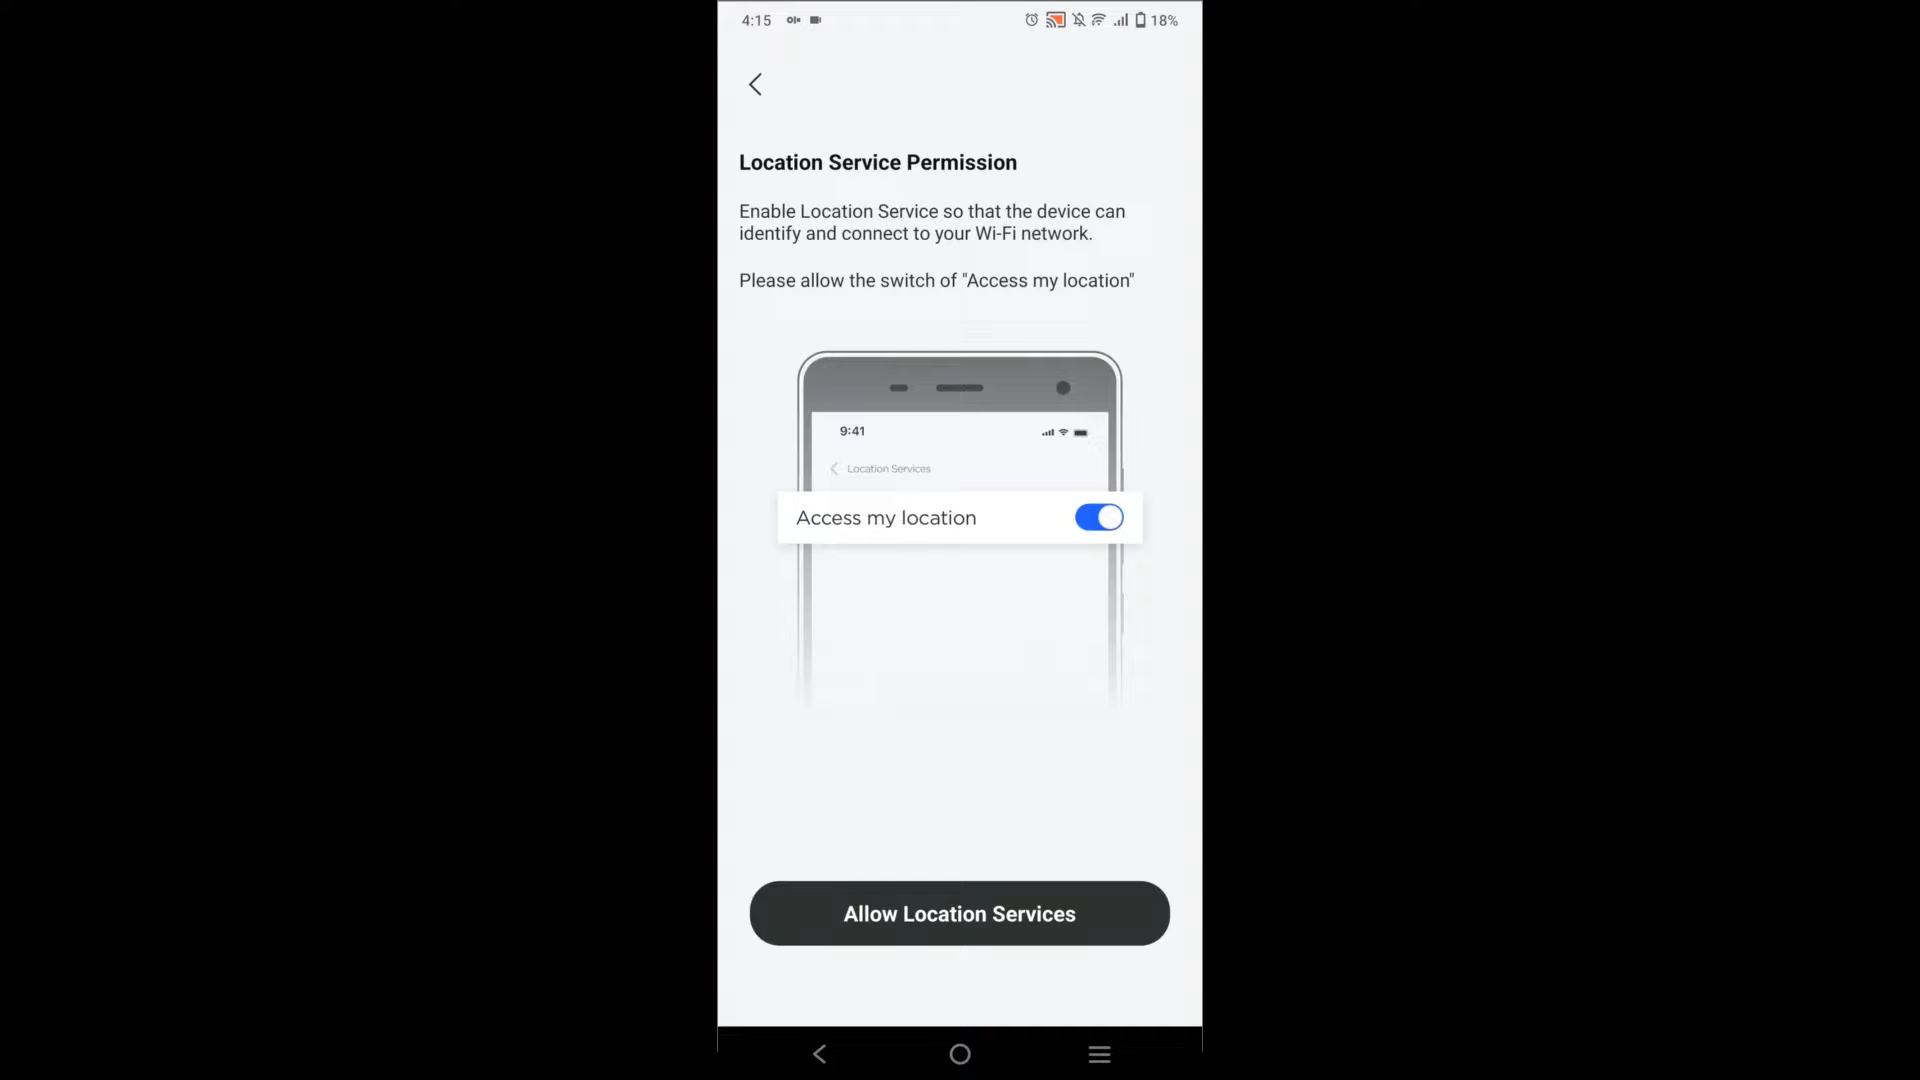 4:15 18%
Location Service Permission
Enable Location Service so that the device can
identify and connect to your Wi-Fi network.
Please allow the switch of "Access my location"
9:41
Location Services
Access my location
Allow Location Services